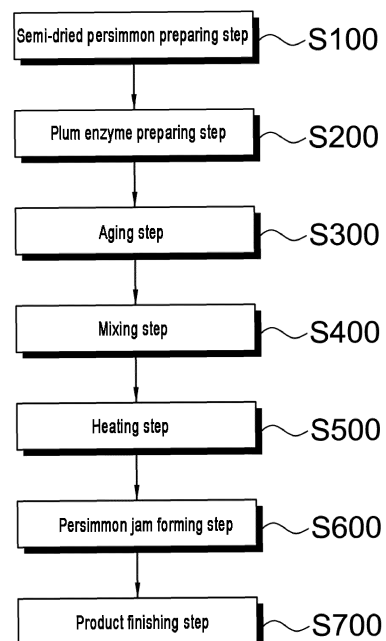 Semi-dried persimmon preparing step S100
Plum enzyme preparing step S200
Aging step S300
Mixing step S400
Heating step S500
Persimmon jam forming step S600
Product finishing step S700